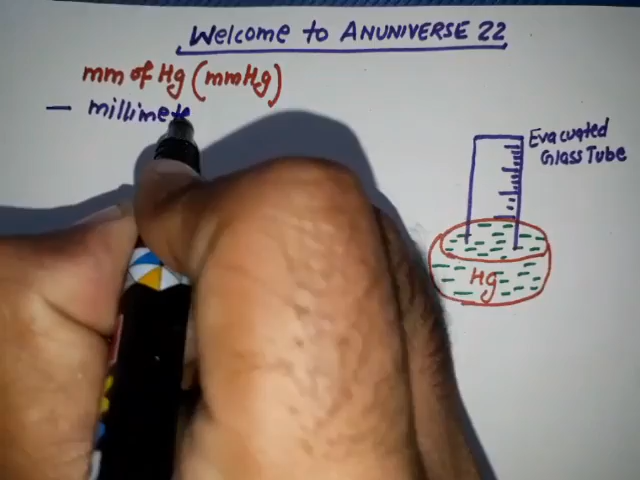 Welcome to ANUNIVERSE 22
mm of Hg (mmHg)
— millimete
Evacuated
Glass Tube
Hg